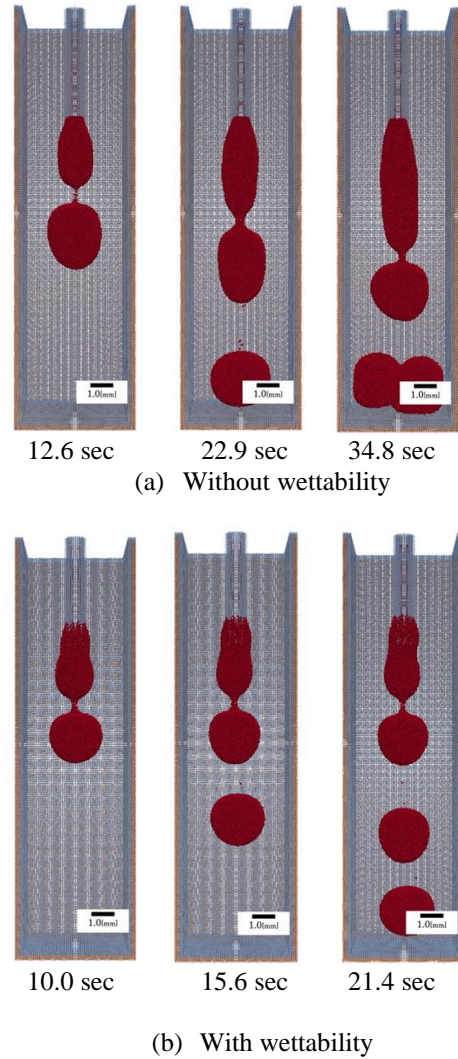 1.0[mm]
1.0[mm]
1.0[mm]
12.6 sec
22.9 sec
34.8 sec
(a) Without wettability
1.0[mm]
1.0[mm]
1.0[mm]
10.0 sec
15.6 sec
21.4 sec
(b) With wettability